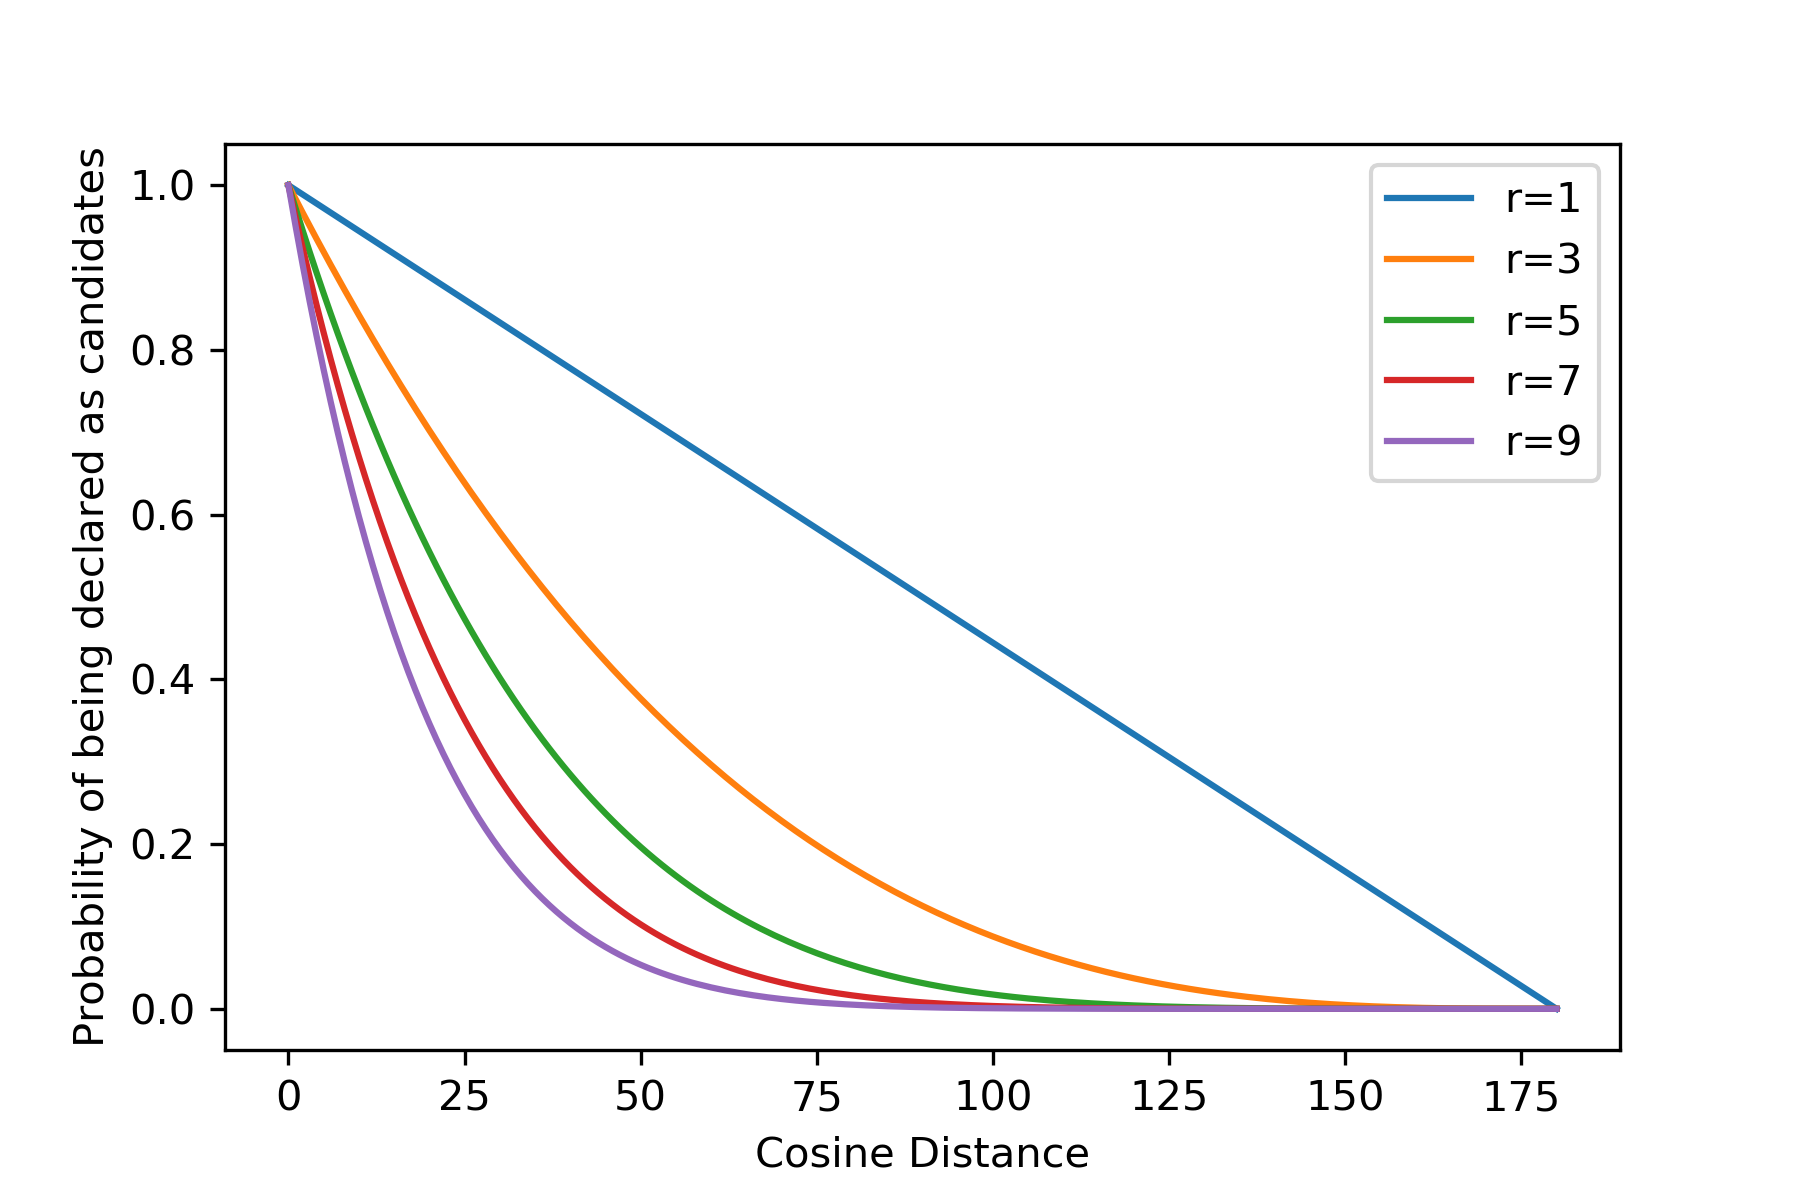 Probability of being declared as candidates
1.0
0.8
0.6
0.4
0.2
0.0
r=1
r=3
r=5
r=7
r=9
0 25 50 75 100 125 150 175
Cosine Distance